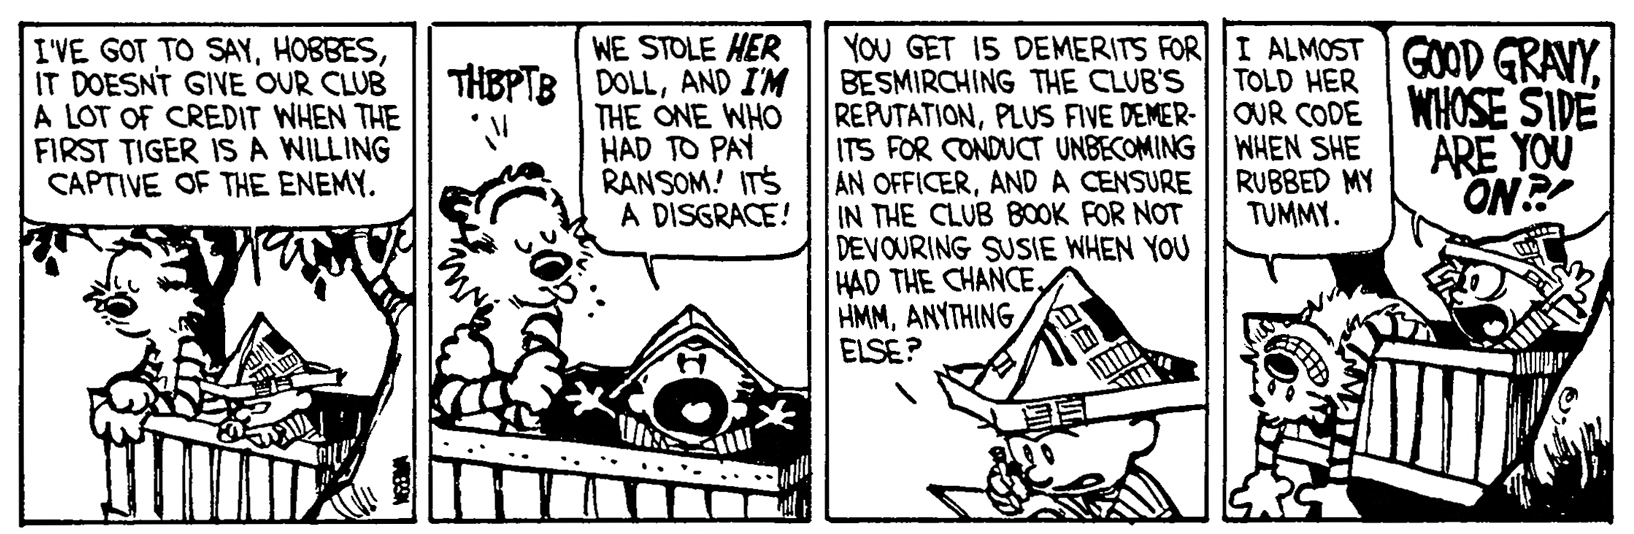 I'VE GOT TO SAY, HOBBES,
IT DOESN'T GIVE OUR CLUB
A LOT OF CREDIT WHEN THE
FIRST TIGER IS A WILLING
CAPTIVE OF THE ENEMY.
THBPTB
WE STOLE HER
DOLL, AND I'M
THE ONE WHO
HAD TO PAY
RANSOM! IT'S
A DISGRACE!
YOU GET 15 DEMERITS FOR
BESMIRCHING THE CLUB'S
REPUTATION, PLUS FIVE DEMER-
ITS FOR CONDUCT UNBECOMING
AN OFFICER, AND A CENSURE
IN THE CLUB BOOK FOR NOT
DEVOURING SUSIE WHEN YOU
HAD THE CHANCE.
HMM, ANYTHING
ELSE?
I ALMOST
TOLD HER
OUR CODE
WHEN SHE
RUBBED MY
TUMMY.
GOOD GRAVY,
WHOSE SIDE
ARE YOU
ON?!